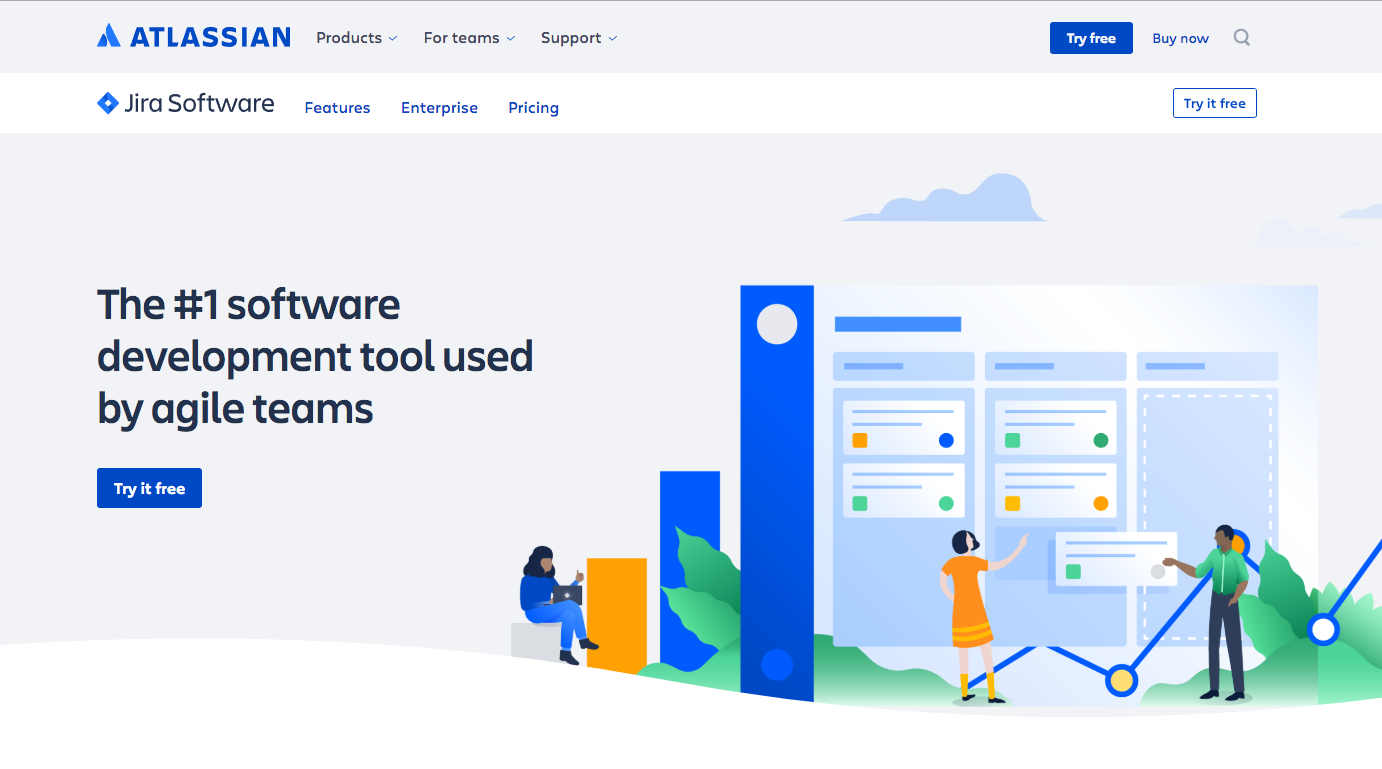 ATLASSIAN Products For teams Support Try free Buy now
Jira Software Features Enterprise Pricing Try it free
The #1 software
development tool used
by agile teams
Try it free